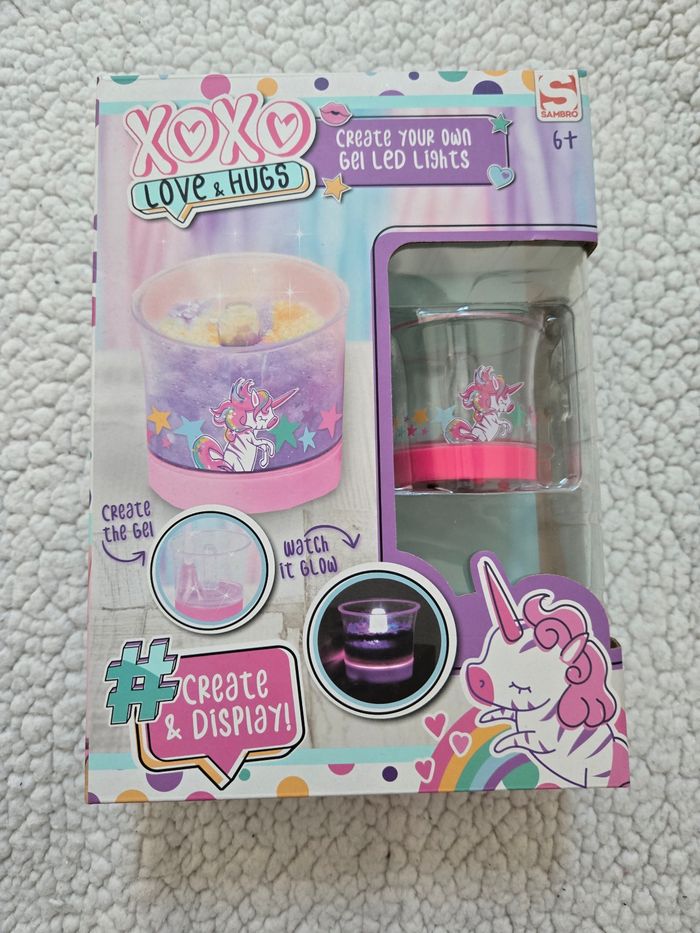 XOXO
LOVE & HUGS
CREATE YOUR OWN
GEL LED LIGHTS
S
SAMBRO
6+
CREATE
THE GEL
WATCH
IT GLOW
#CREATE
& DISPLAY!